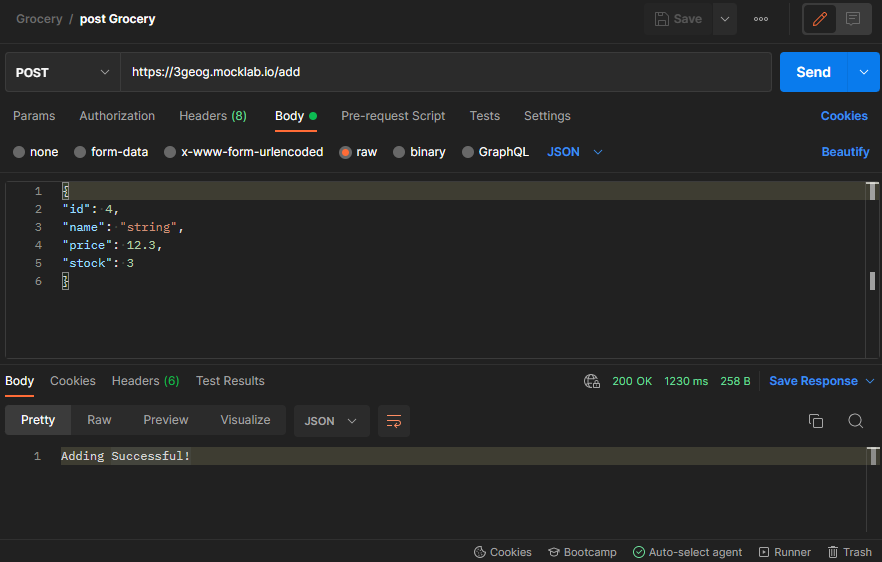 Grocery / post Grocery
Save
POST
https://3geog.mocklab.io/add
Send
Params Authorization Headers (8) Body Pre-request Script Tests Settings Cookies
none form-data x-www-form-urlencoded raw binary GraphQL JSON Beautify
1 {
2 "id": 4,
3 "name": "string",
4 "price": 12.3,
5 "stock": 3
6 }
Body Cookies Headers (6) Test Results 200 OK 1230 ms 258 B Save Response
Pretty Raw Preview Visualize JSON
1 Adding Successful!
Cookies Bootcamp Auto-select agent Runner Trash